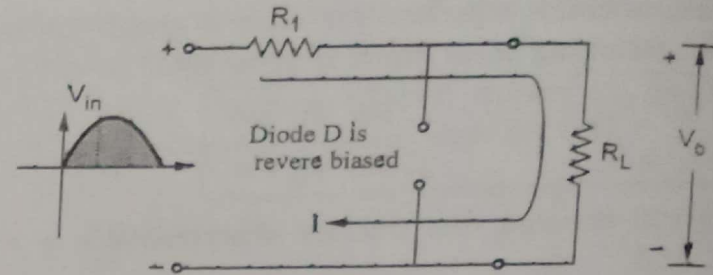 R1
+
+
Vin
Diode D is
revere biased
RL
Vo
I
-
-